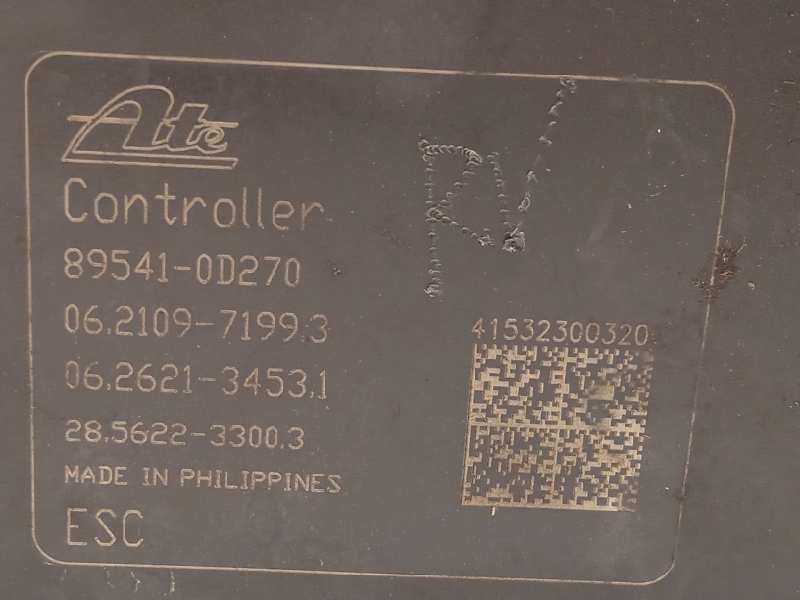 Ate
Controller
89541-0D270
06.2109-7199.3
06.2621-3453.1
28.5622-3300.3
MADE IN PHILIPPINES
ESC
41532300320